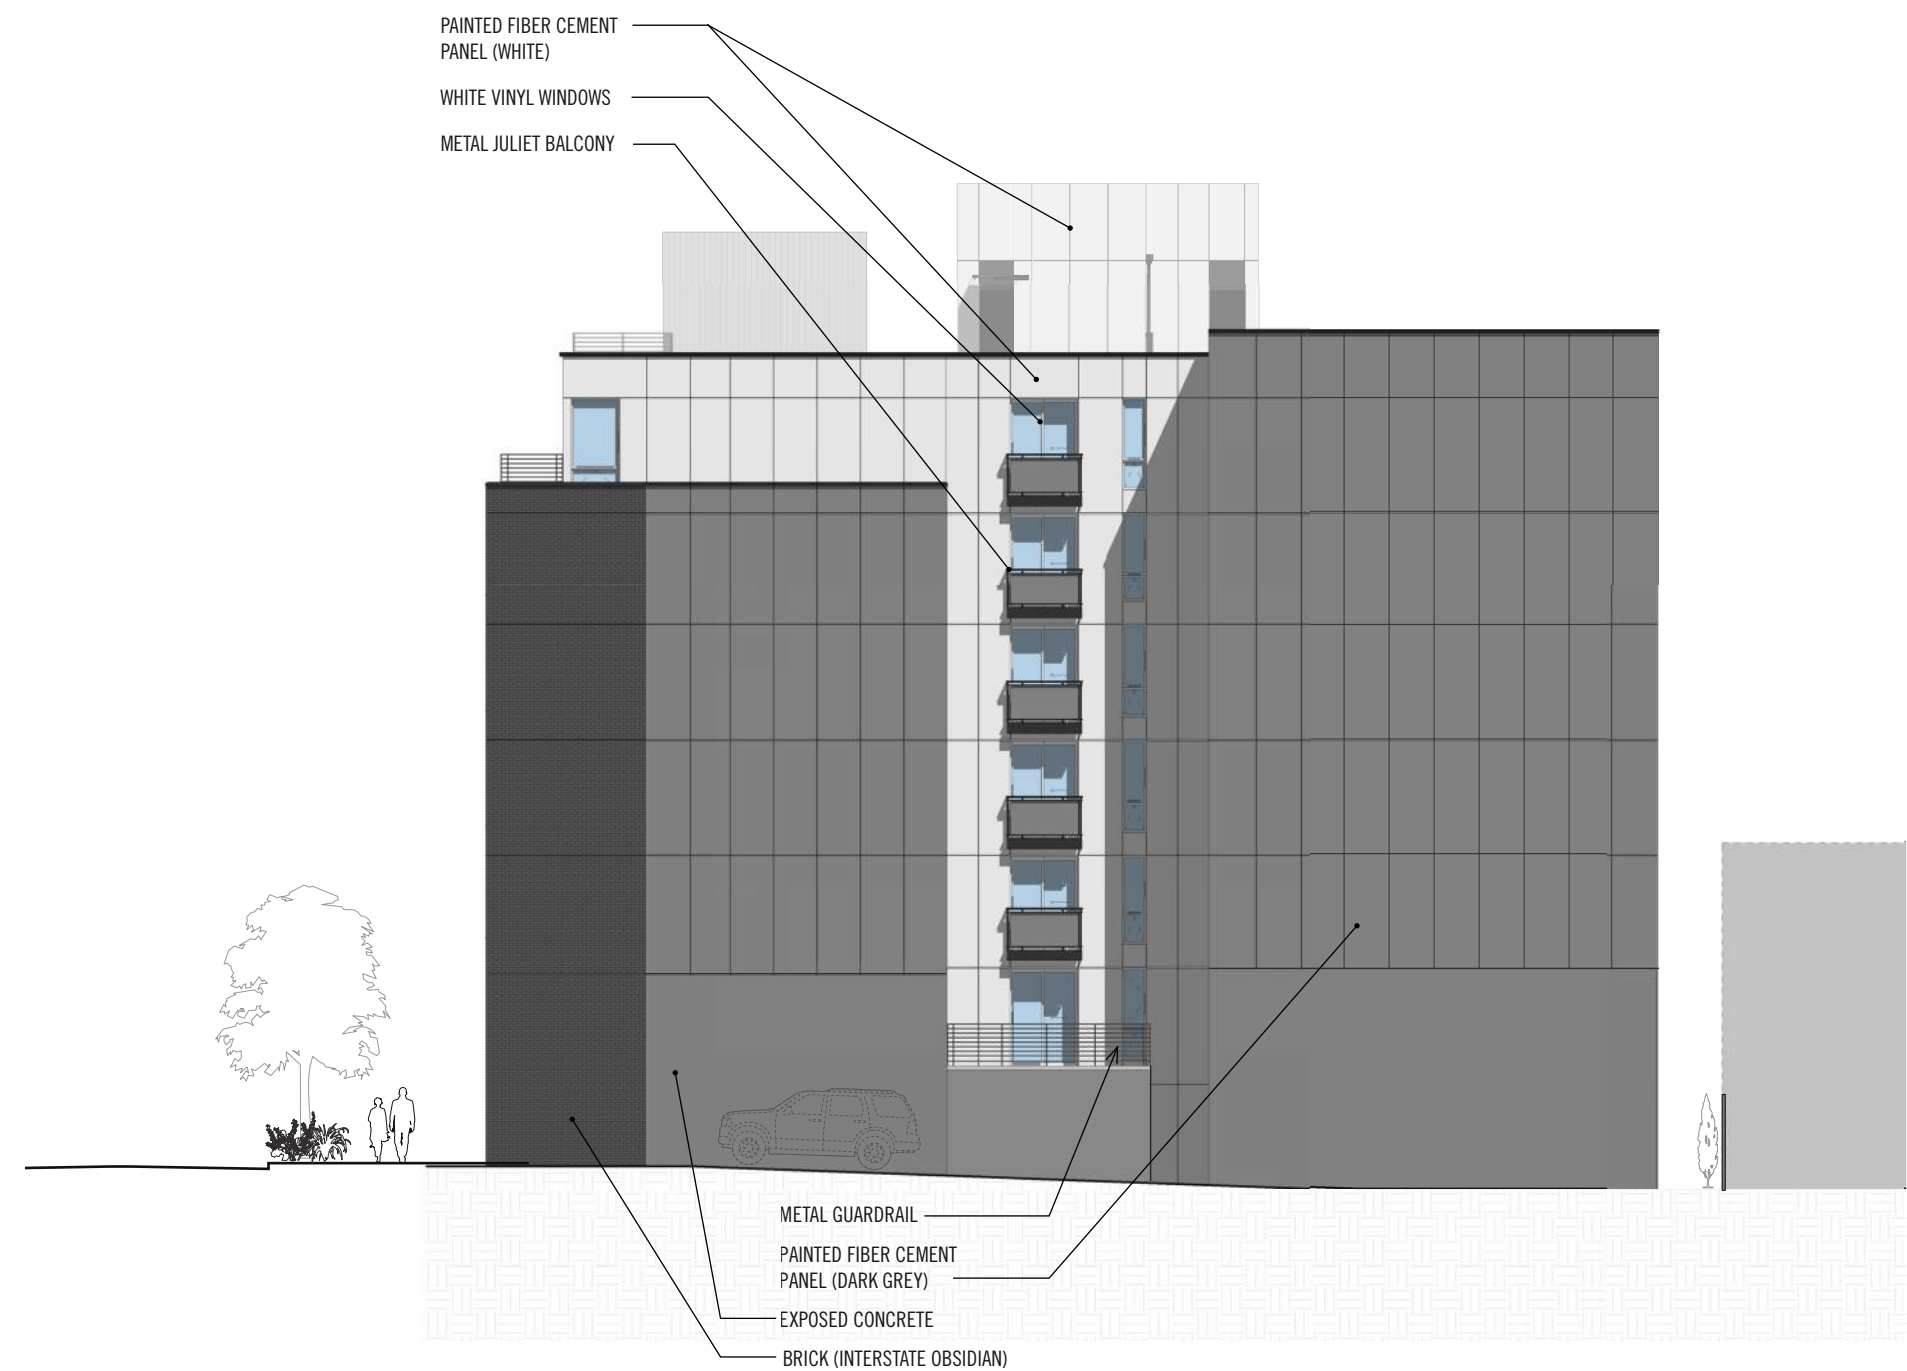 PAINTED FIBER CEMENT
PANEL (WHITE)
WHITE VINYL WINDOWS
METAL JULIET BALCONY
METAL GUARDRAIL
PAINTED FIBER CEMENT
PANEL (DARK GREY)
EXPOSED CONCRETE
BRICK (INTERSTATE OBSIDIAN)